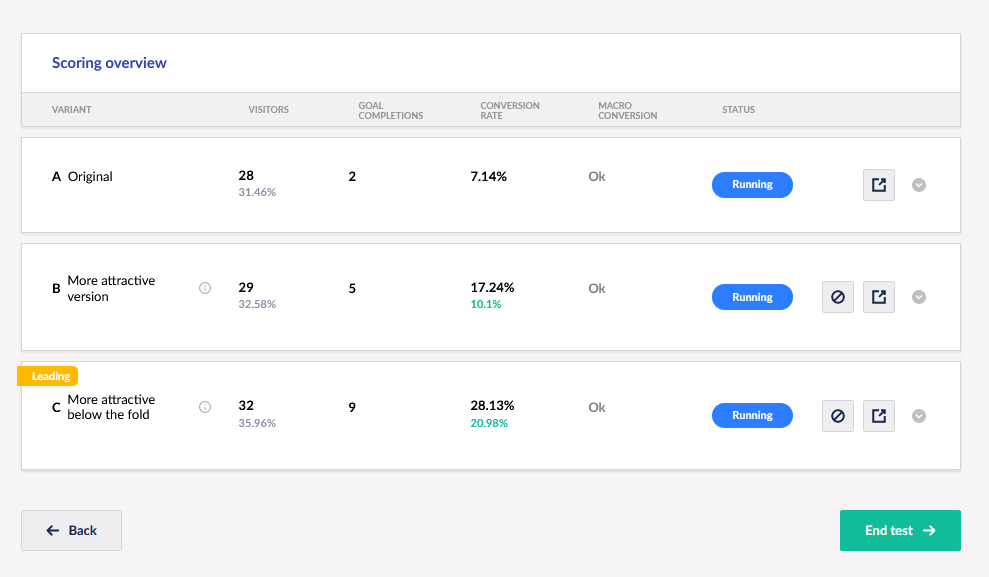 Scoring overview
VARIANT VISITORS GOAL COMPLETIONS CONVERSION RATE MACRO CONVERSION STATUS
A Original 28 2 7.14% Ok Running
31.46%
B More attractive version 29 5 17.24% Ok Running
32.58% 10.1%
Leading
C More attractive below the fold 32 9 28.13% Ok Running
35.96% 20.98%
Back End test